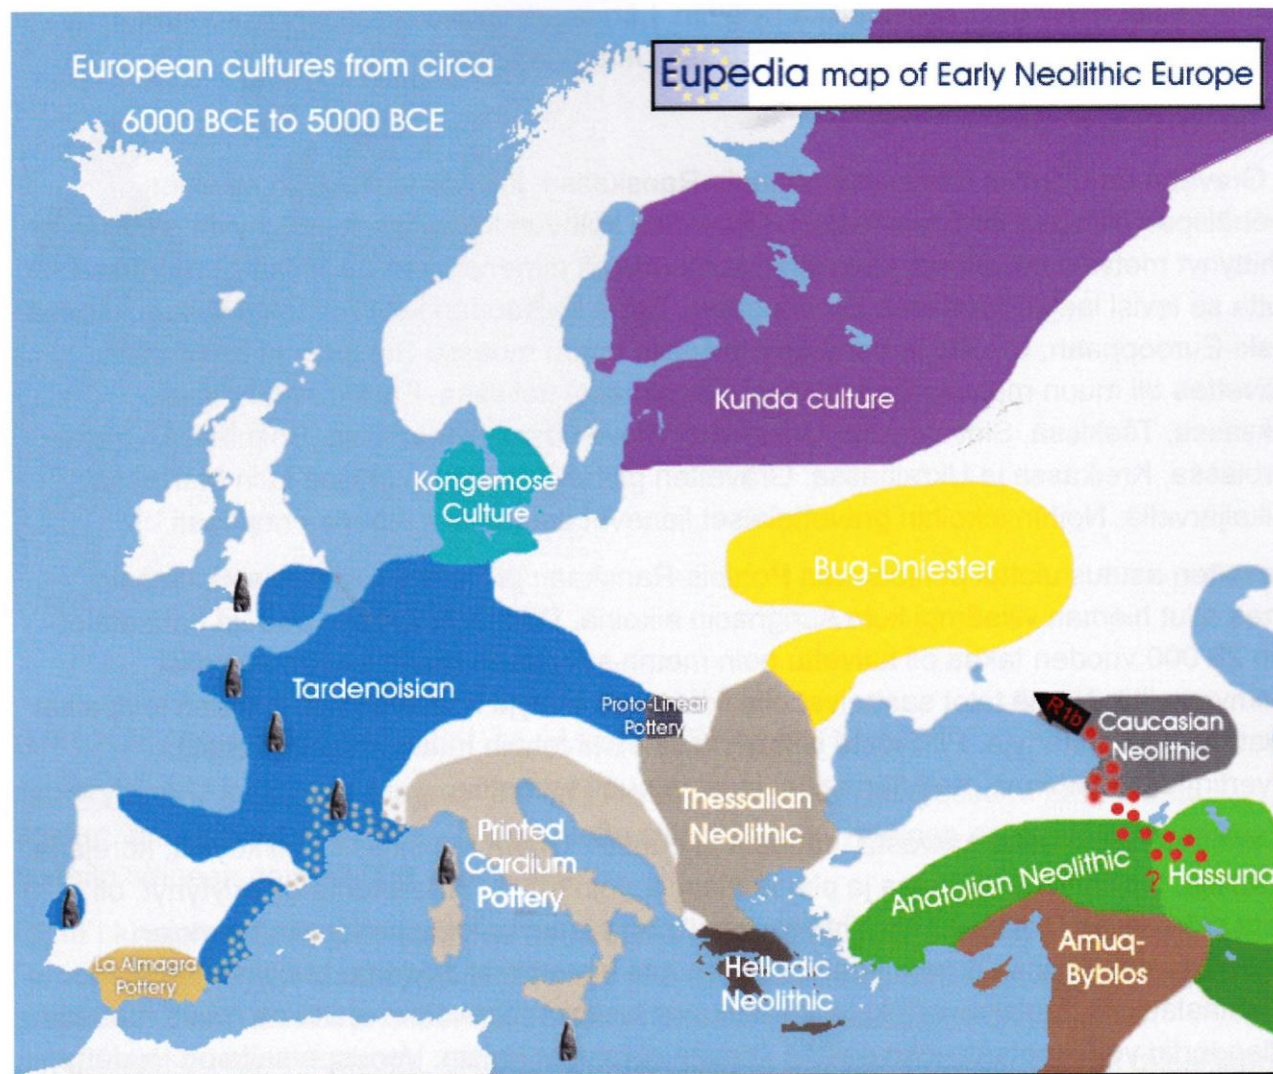 European cultures from circa
6000 BCE to 5000 BCE
Eupedia map of Early Neolithic Europe
Kunda culture
Kongemose
Culture
Bug-Dniester
Tardenoisian
Proto-Linear
Pottery
R1b
Caucasian
Neolithic
Thessalian
Neolithic
Printed
Cardium
Pottery
Anatolian Neolithic
?
Hassuna
La Almagra
Pottery
Helladic
Neolithic
Amuq-
Byblos